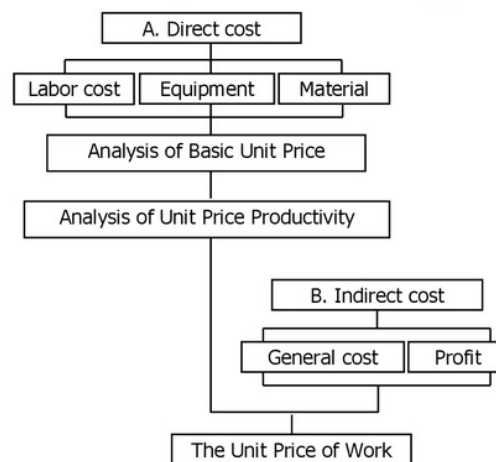 A. Direct cost
Labor cost
Equipment
Material
Analysis of Basic Unit Price
Analysis of Unit Price Productivity
B. Indirect cost
General cost
Profit
The Unit Price of Work